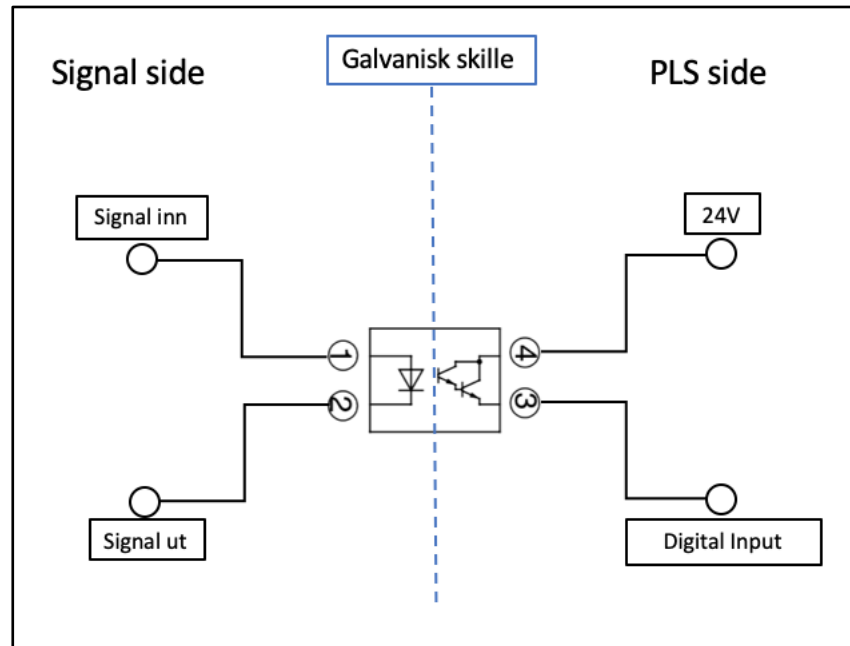 Signal side
Galvanisk skille
PLS side
Signal inn
24V
1
4
2
3
Signal ut
Digital Input